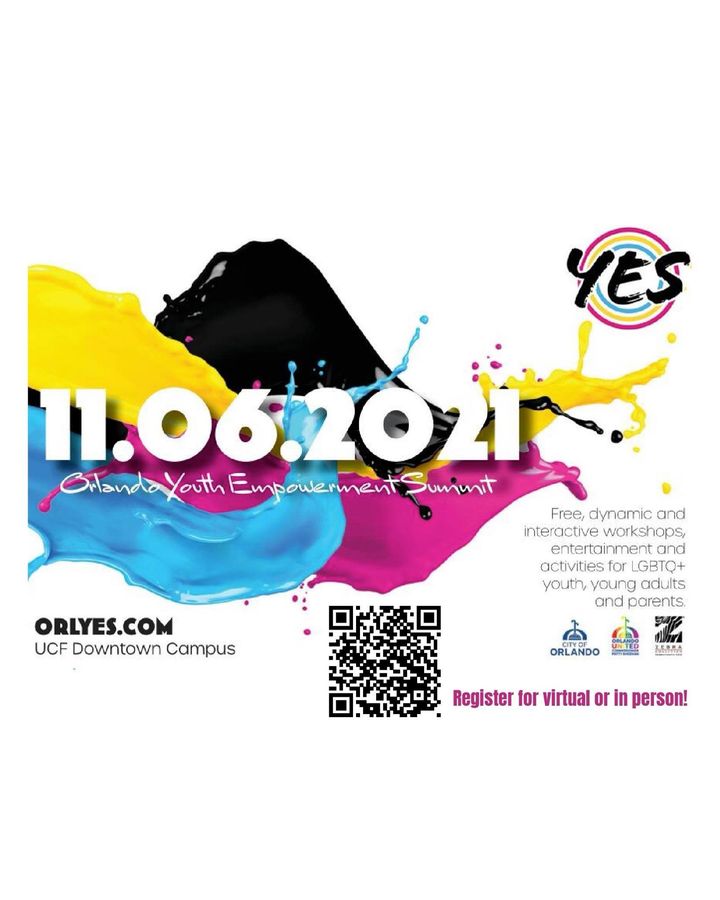 YES
11.06.2021
Orlando Youth Empowerment Summit
Free, dynamic and
interactive workshops,
entertainment and
activities for LGBTQ+
youth, young adults
and parents.
ORLYES.COM
UCF Downtown Campus
CITY OF
ORLANDO
ORLANDO
UNITED
ZEBRA
Register for virtual or in person!